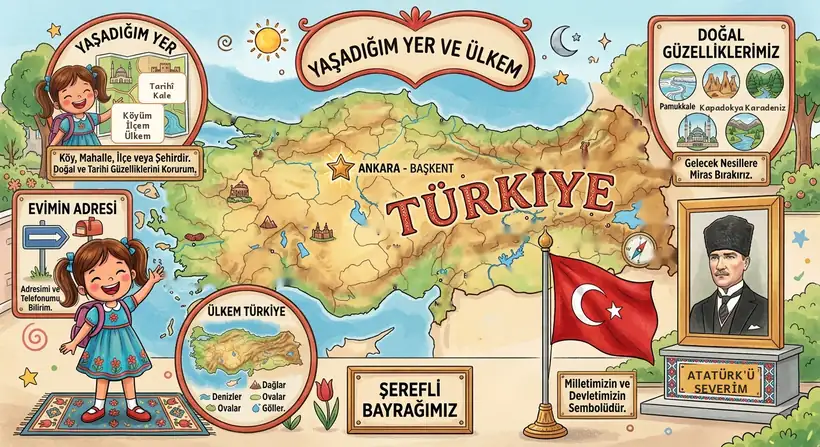 YAŞADIĞIM YER VE ÜLKEM
YAŞADIĞIM YER
Tarihî
Kale
Köyüm
İlçem
Ülkem
Köy, Mahalle, İlçe veya Şehirdir.
Doğal ve Tarihi Güzelliklerini Korurum,
DOĞAL
GÜZELLİKLERİMİZ
Pamukkale Kapadokya Karadeniz
Gelecek Nesillere
Miras Bırakırız.
ANKARA - BAŞKENT
TÜRKİYE
EVİMİN ADRESİ
Adresimi ve
Telefonumu
Bilirim.
ÜLKEM TÜRKİYE
Denizler
Dağlar
Ovalar
Ovalar
Göller.
ŞEREFLİ
BAYRAĞIMIZ
Milletimizin ve
Devletimizin
Sembolüdür.
ATATÜRK'Ü
SEVERİM